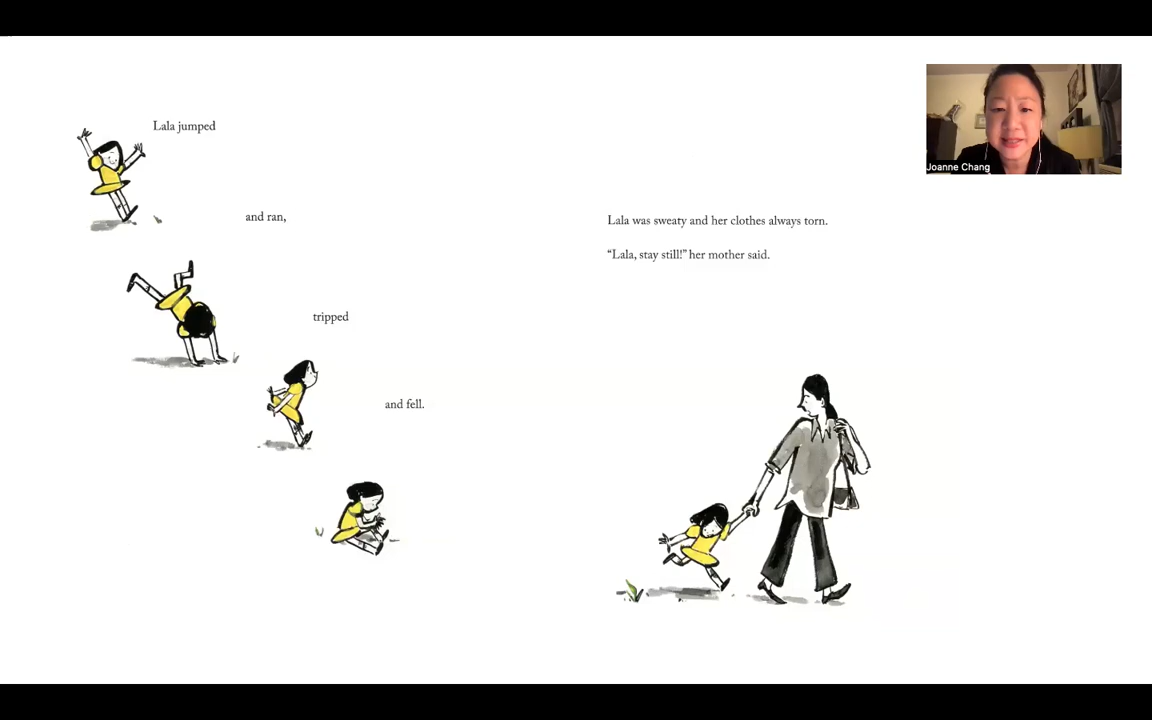 Lala jumped
and ran,
tripped
and fell.
Lala was sweaty and her clothes always torn.
“Lala, stay still!” her mother said.
Joanne Chang